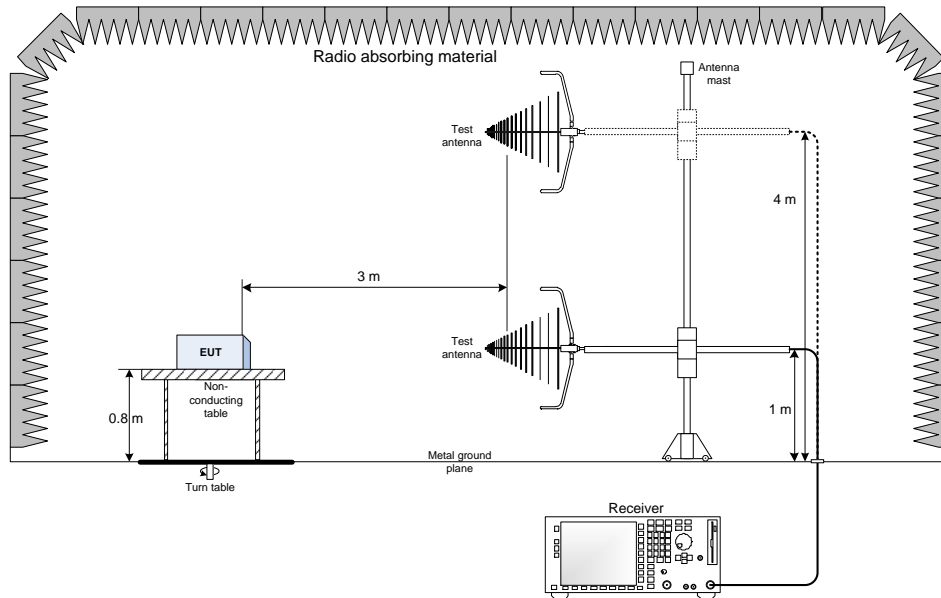 Radio absorbing material
Antenna
mast
Test
antenna
4 m
3 m
Test
antenna
EUT
Non-
conducting
table
0.8 m
1 m
Metal ground
plane
Turn table
Receiver